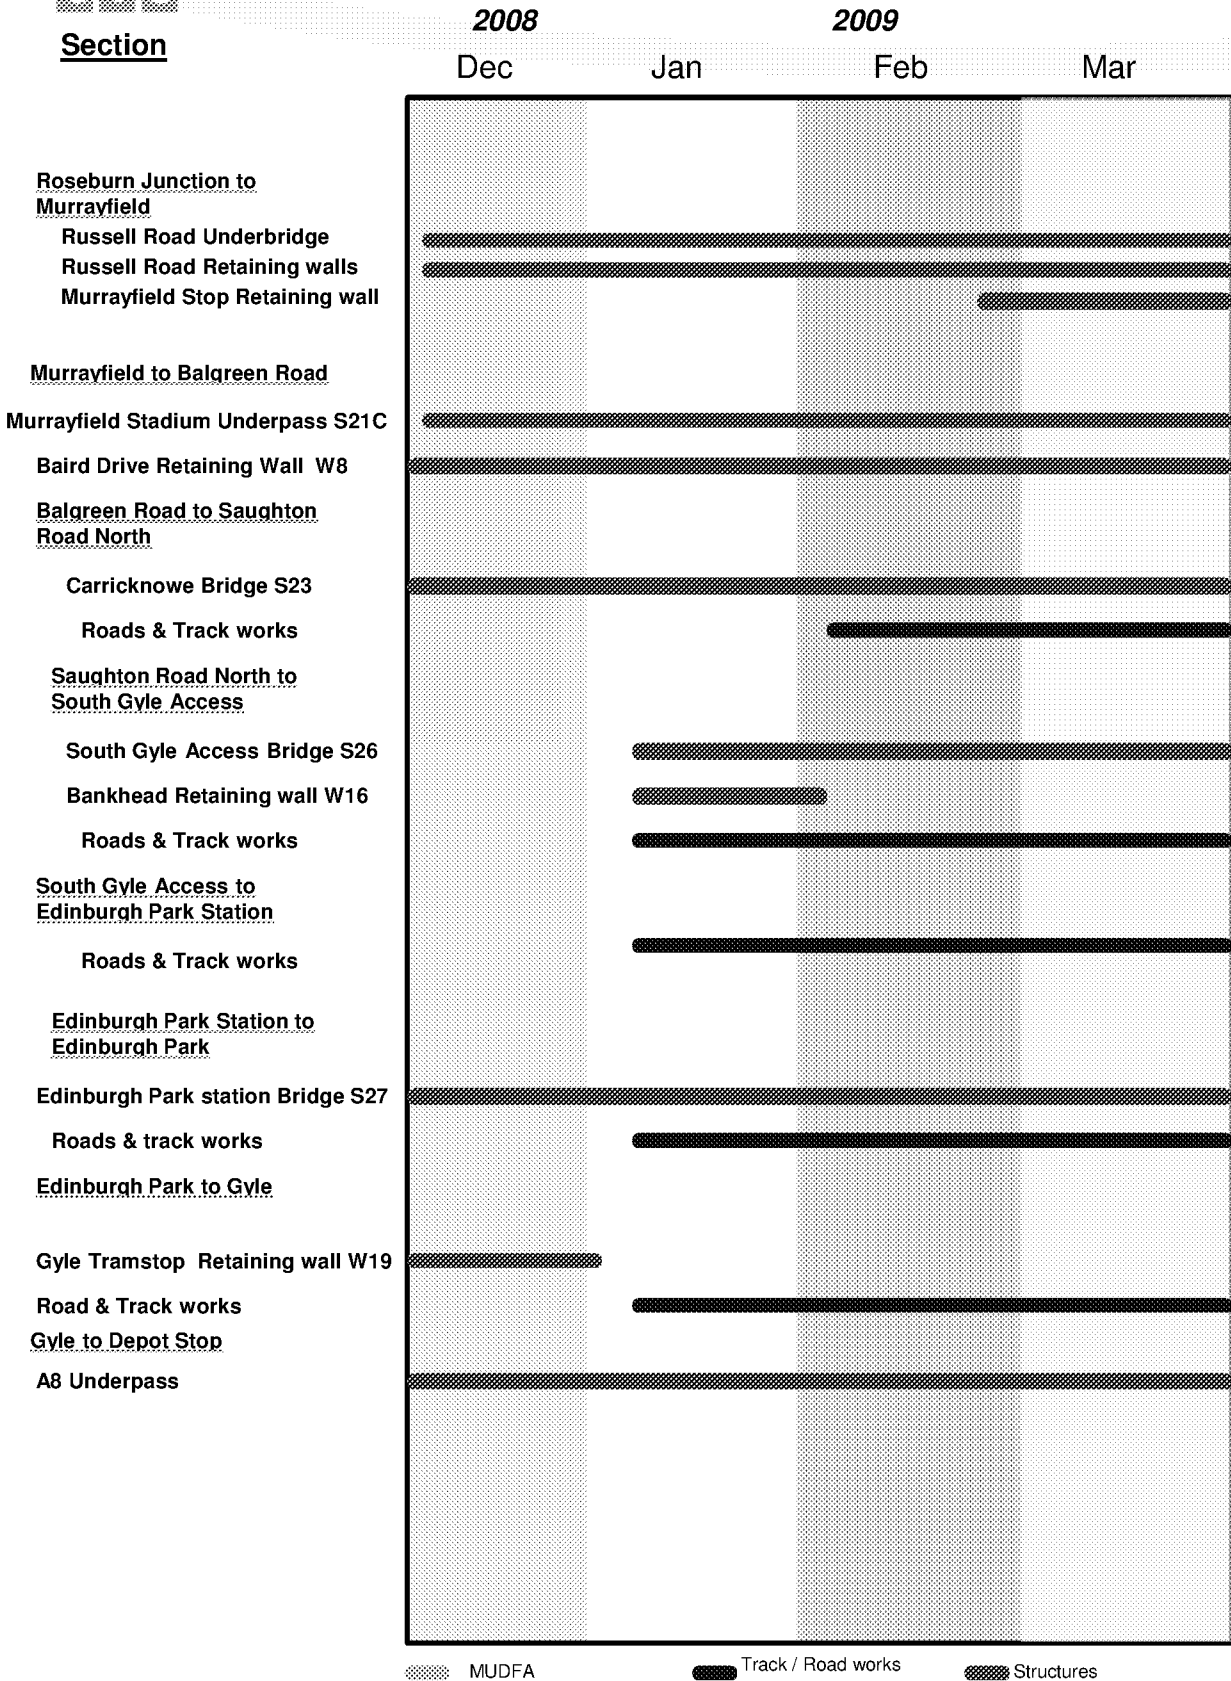 2008 2009
Section
Dec Jan Feb Mar
Roseburn Junction to
Murrayfield
Russell Road Underbridge
Russell Road Retaining walls
Murrayfield Stop Retaining wall
Murrayfield to Balgreen Road
Murrayfield Stadium Underpass S21C
Baird Drive Retaining Wall W8
Balgreen Road to Saughton
Road North
Carricknowe Bridge S23
Roads & Track works
Saughton Road North to
South Gyle Access
South Gyle Access Bridge S26
Bankhead Retaining wall W16
Roads & Track works
South Gyle Access to
Edinburgh Park Station
Roads & Track works
Edinburgh Park Station to
Edinburgh Park
Edinburgh Park station Bridge S27
Roads & track works
Edinburgh Park to Gyle
Gyle Tramstop Retaining wall W19
Road & Track works
Gyle to Depot Stop
A8 Underpass
MUDFA Track / Road works Structures